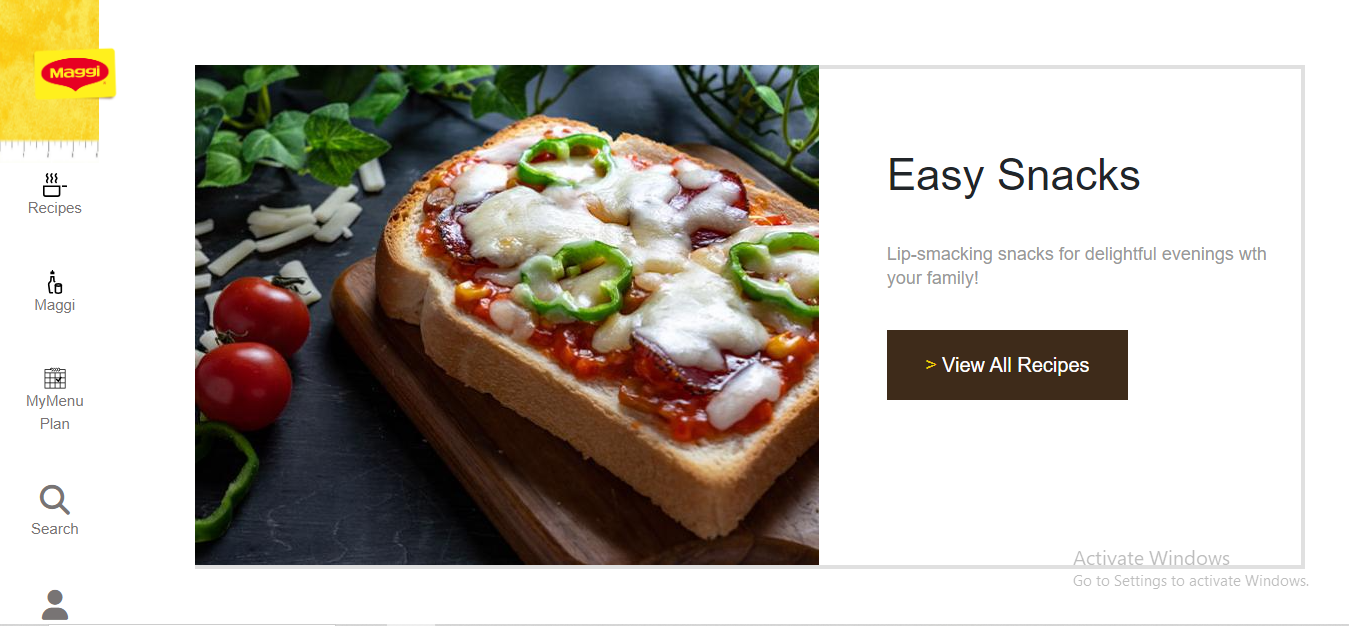 Maggi
Recipes
Maggi
MyMenu
Plan
Search
Easy Snacks
Lip-smacking snacks for delightful evenings wth
your family!
> View All Recipes
Activate Windows
Go to Settings to activate Windows.